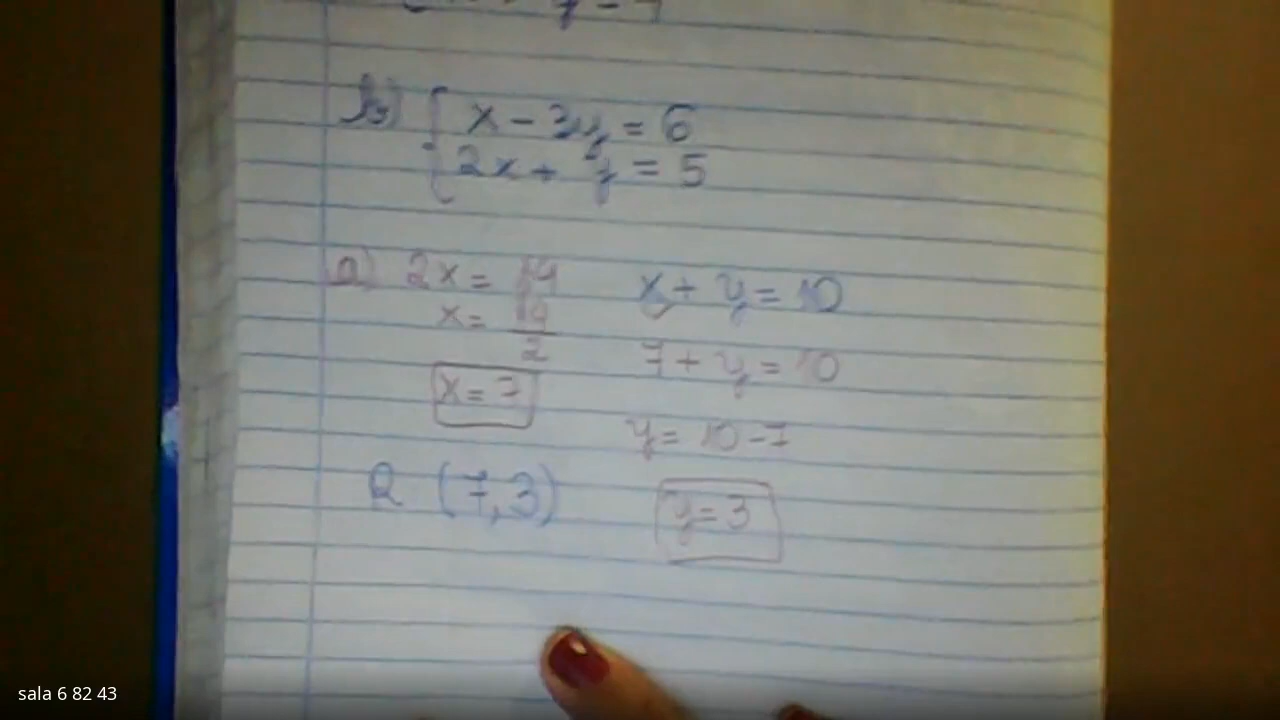 b) x - 3y = 6
2x + y = 5
a) 2x = 14 x + y = 10
x = 14/2 7 + y = 10
x = 7 y = 10 - 7
R (7,3) y = 3
sala 6 82 43